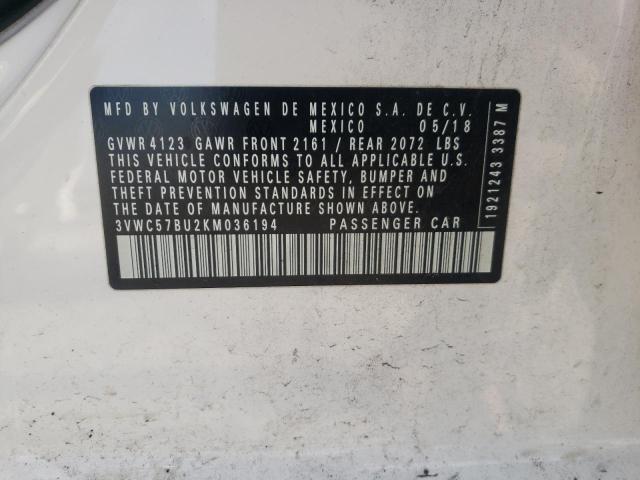 MFD BY VOLKSWAGEN DE MEXICO S.A. DE C.V.
MEXICO 05/18
GVWR 4123 GAWR FRONT 2161 / REAR 2072 LBS
THIS VEHICLE CONFORMS TO ALL APPLICABLE U.S.
FEDERAL MOTOR VEHICLE SAFETY, BUMPER AND
THEFT PREVENTION STANDARDS IN EFFECT ON
THE DATE OF MANUFACTURE SHOWN ABOVE.
3VWC57BU2KM036194 PASSENGER CAR
1921243 3387 M